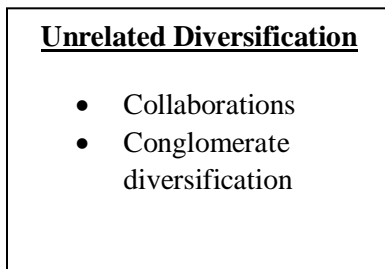 Unrelated Diversification
• Collaborations
• Conglomerate
diversification